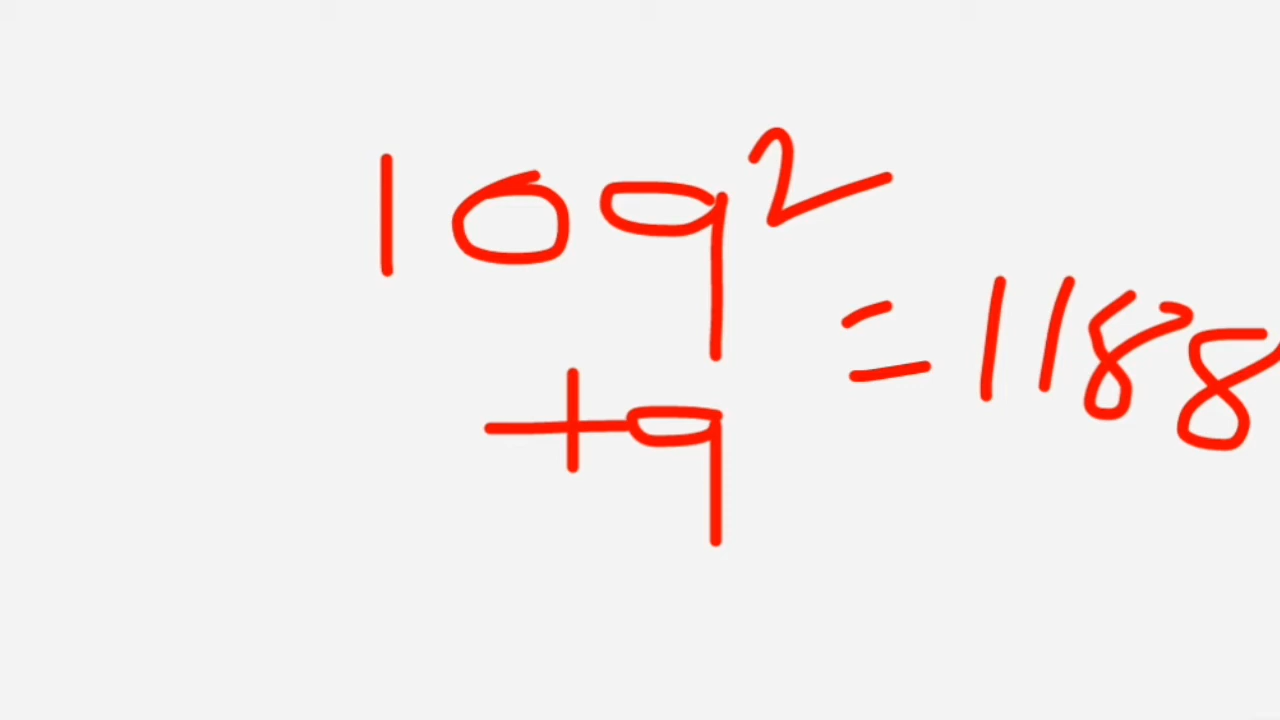 109²
= 1188
+9